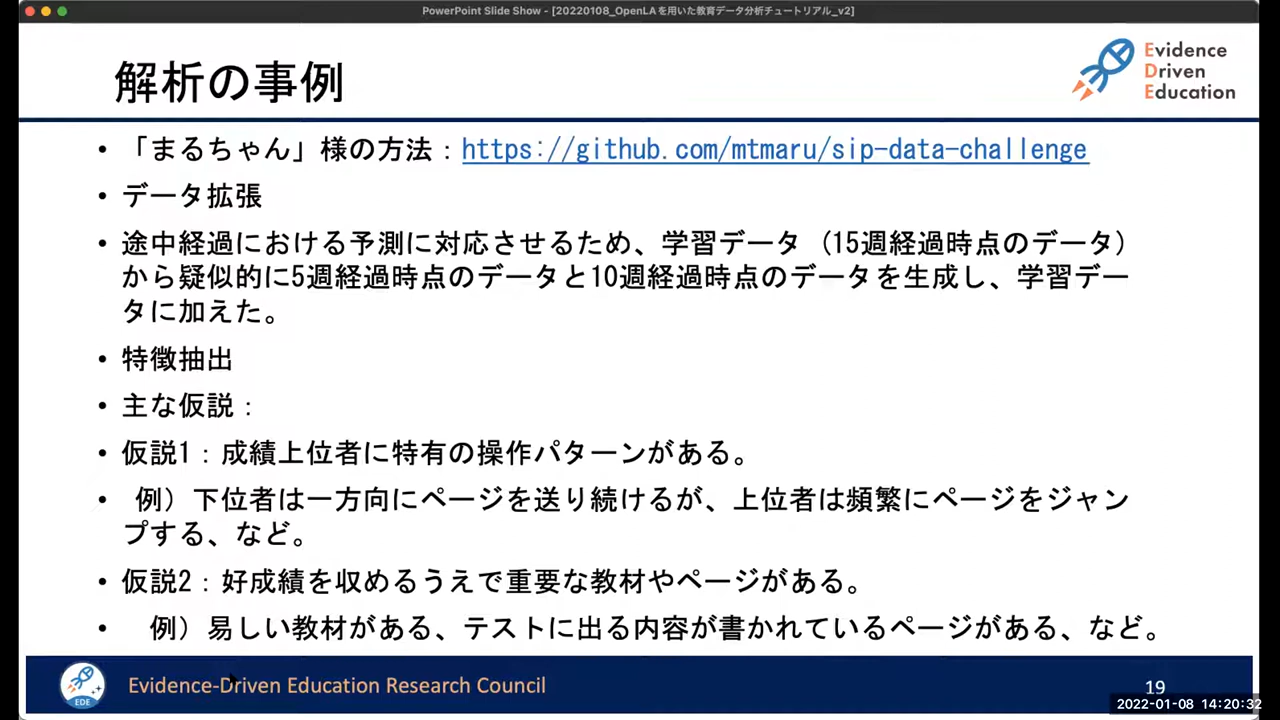 PowerPoint Slide Show - [20220108_OpenLAを用いた教育データ分析チュートリアル_v2]
解析の事例
Evidence
Driven
Education
• 「まるちゃん」様の方法：https://github.com/mtmaru/sip-data-challenge
• データ拡張
• 途中経過における予測に対応させるため、学習データ（15週経過時点のデータ）
から疑似的に5週経過時点のデータと10週経過時点のデータを生成し、学習デー
タに加えた。
• 特徴抽出
• 主な仮説：
• 仮説1：成績上位者に特有の操作パターンがある。
• 例）下位者は一方向にページを送り続けるが、上位者は頻繁にページをジャン
プする、など。
• 仮説2：好成績を収めるうえで重要な教材やページがある。
• 例）易しい教材がある、テストに出る内容が書かれているページがある、など。
EDE
Evidence-Driven Education Research Council
19
2022-01-08 14:20:32